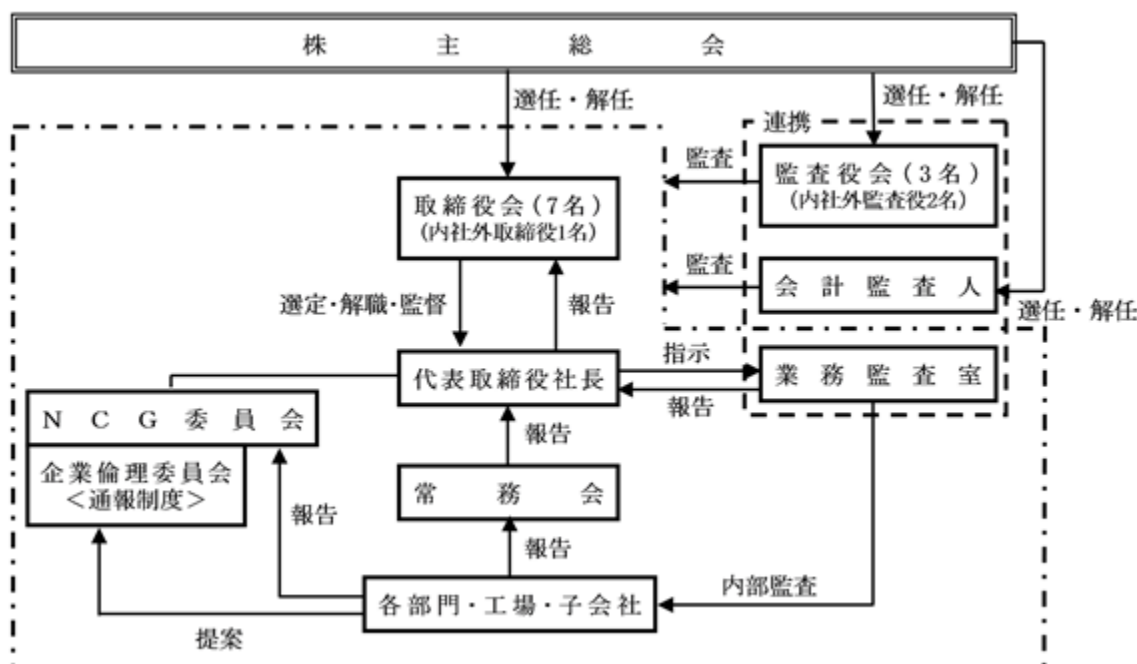 株主総会
選任・解任
選任・解任
連携
監査
監査役会(3名)
(内社外監査役2名)
取締役会(7名)
(内社外取締役1名)
監査
会計監査人
選任・解任
選定・解職・監督
報告
指示
代表取締役社長
業務監査室
報告
NCG委員会
報告
企業倫理委員会
<通報制度>
常務会
報告
報告
内部監査
各部門・工場・子会社
提案